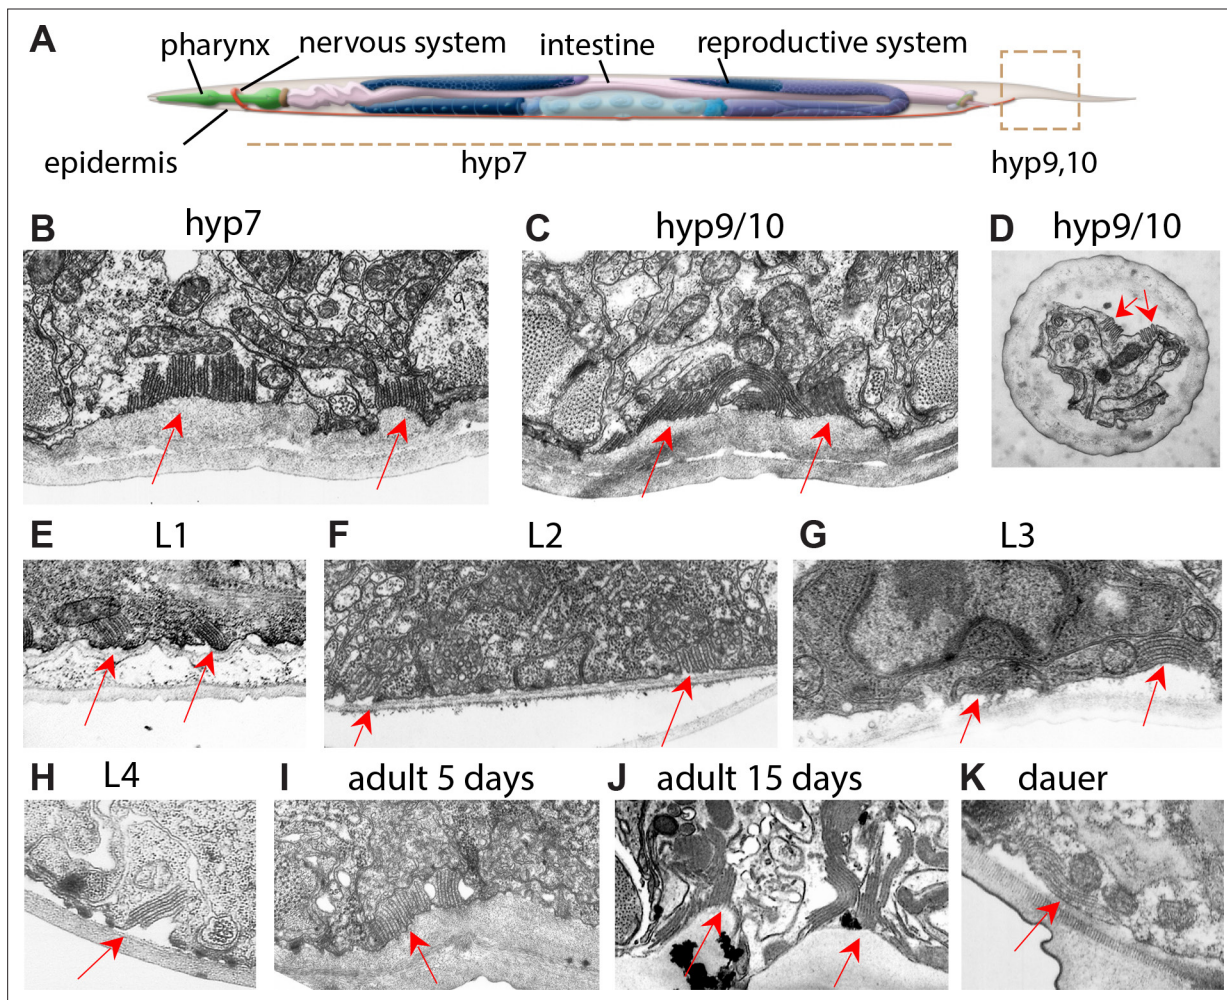 A
pharynx
nervous system
intestine
reproductive system
epidermis
hyp7
hyp9,10
B
hyp7
C
hyp9/10
D
hyp9/10
E
L1
F
L2
G
L3
H
L4
I
adult 5 days
J
adult 15 days
K
dauer